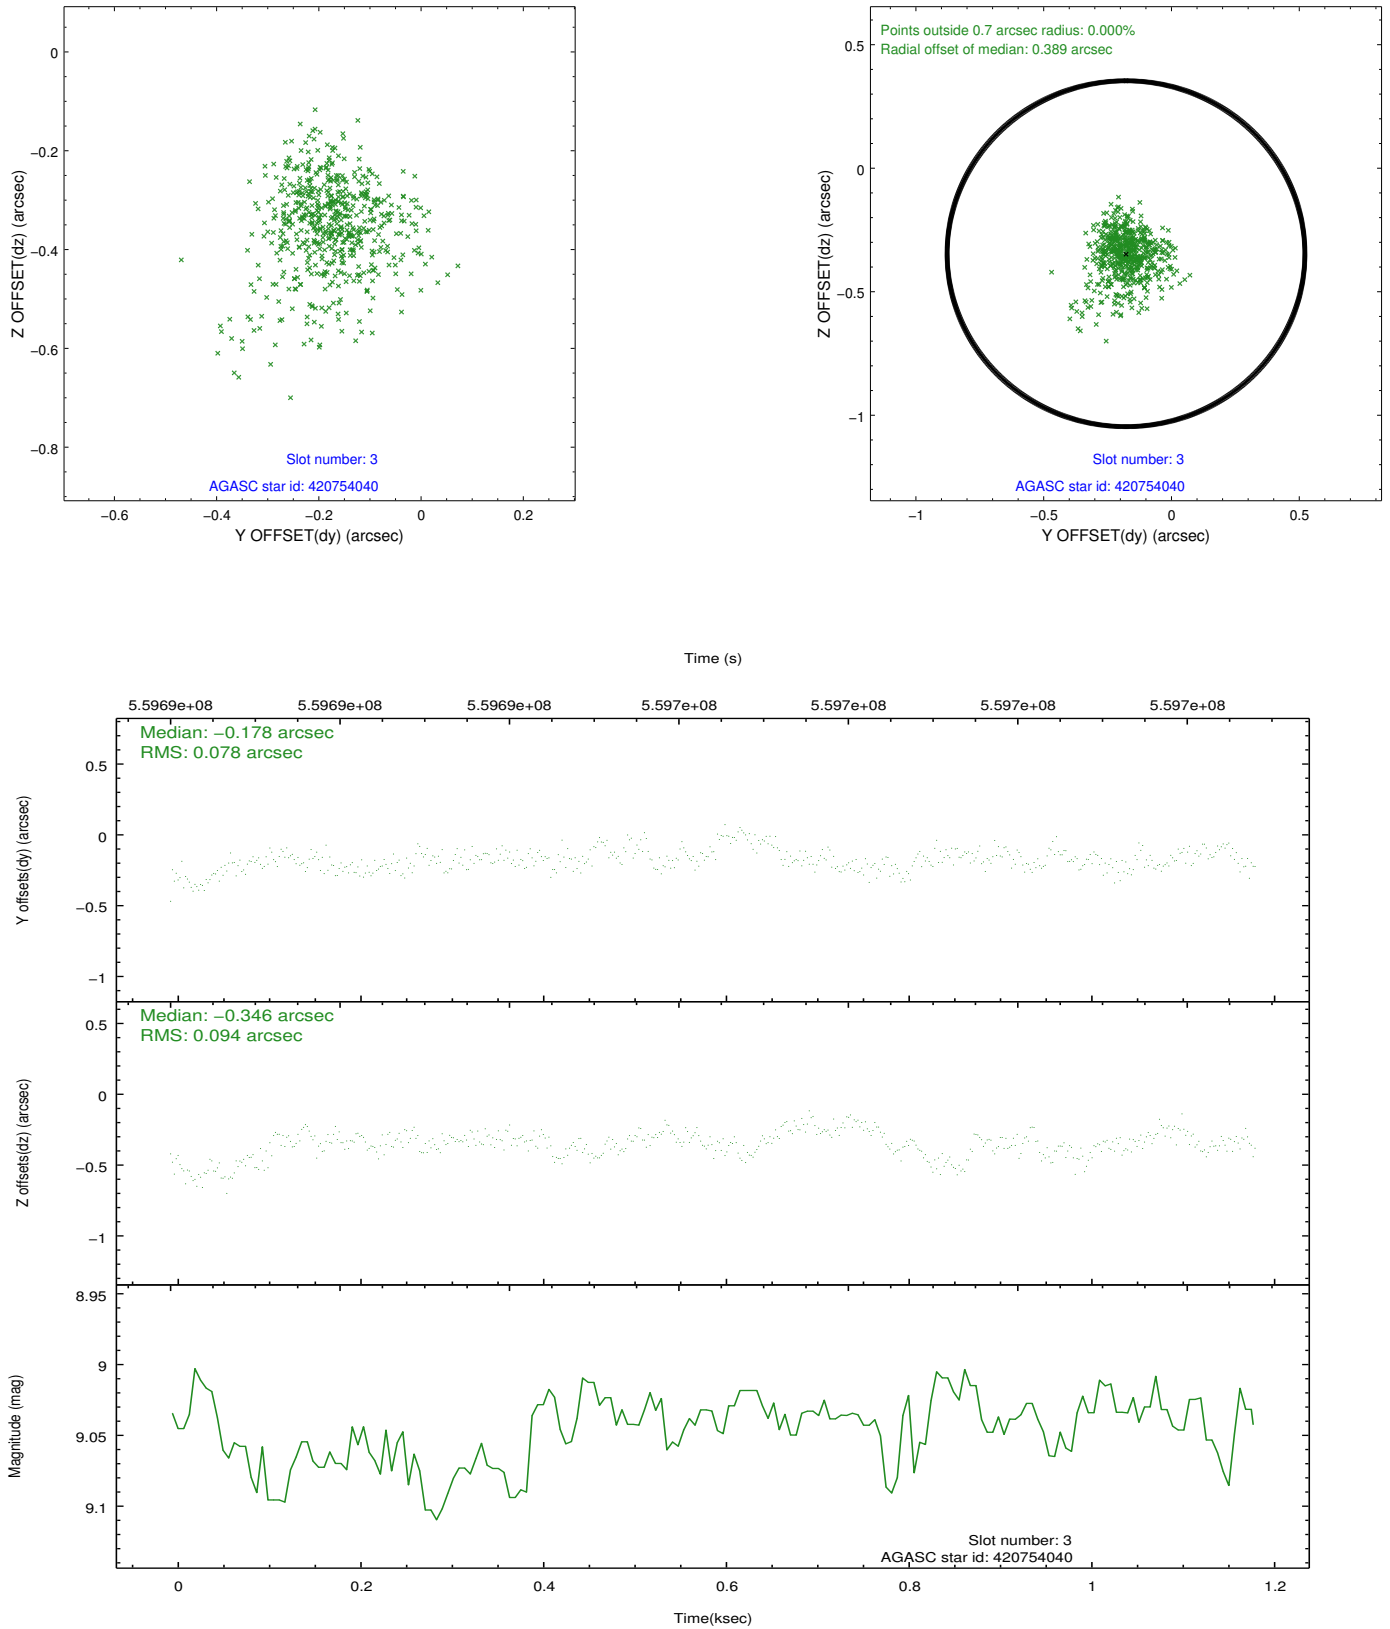 0
−0.2
−0.4
−0.6
−0.8
Z OFFSET(dz) (arcsec)
Slot number: 3
AGASC star id: 420754040
−0.6 −0.4 −0.2 0 0.2
Y OFFSET(dy) (arcsec)
Points outside 0.7 arcsec radius: 0.000%
Radial offset of median: 0.389 arcsec
0.5
0
−0.5
−1
Z OFFSET(dz) (arcsec)
Slot number: 3
AGASC star id: 420754040
−1 −0.5 0 0.5
Y OFFSET(dy) (arcsec)
Time (s)
5.5969e+08 5.5969e+08 5.5969e+08 5.597e+08 5.597e+08 5.597e+08 5.597e+08
Median: −0.178 arcsec
RMS: 0.078 arcsec
0.5
0
−0.5
−1
Y offsets(dy) (arcsec)
Median: −0.346 arcsec
RMS: 0.094 arcsec
0.5
0
−0.5
−1
Z offsets(dz) (arcsec)
8.95
9
9.05
9.1
Magnitude (mag)
Slot number: 3
AGASC star id: 420754040
0 0.2 0.4 0.6 0.8 1 1.2
Time(ksec)